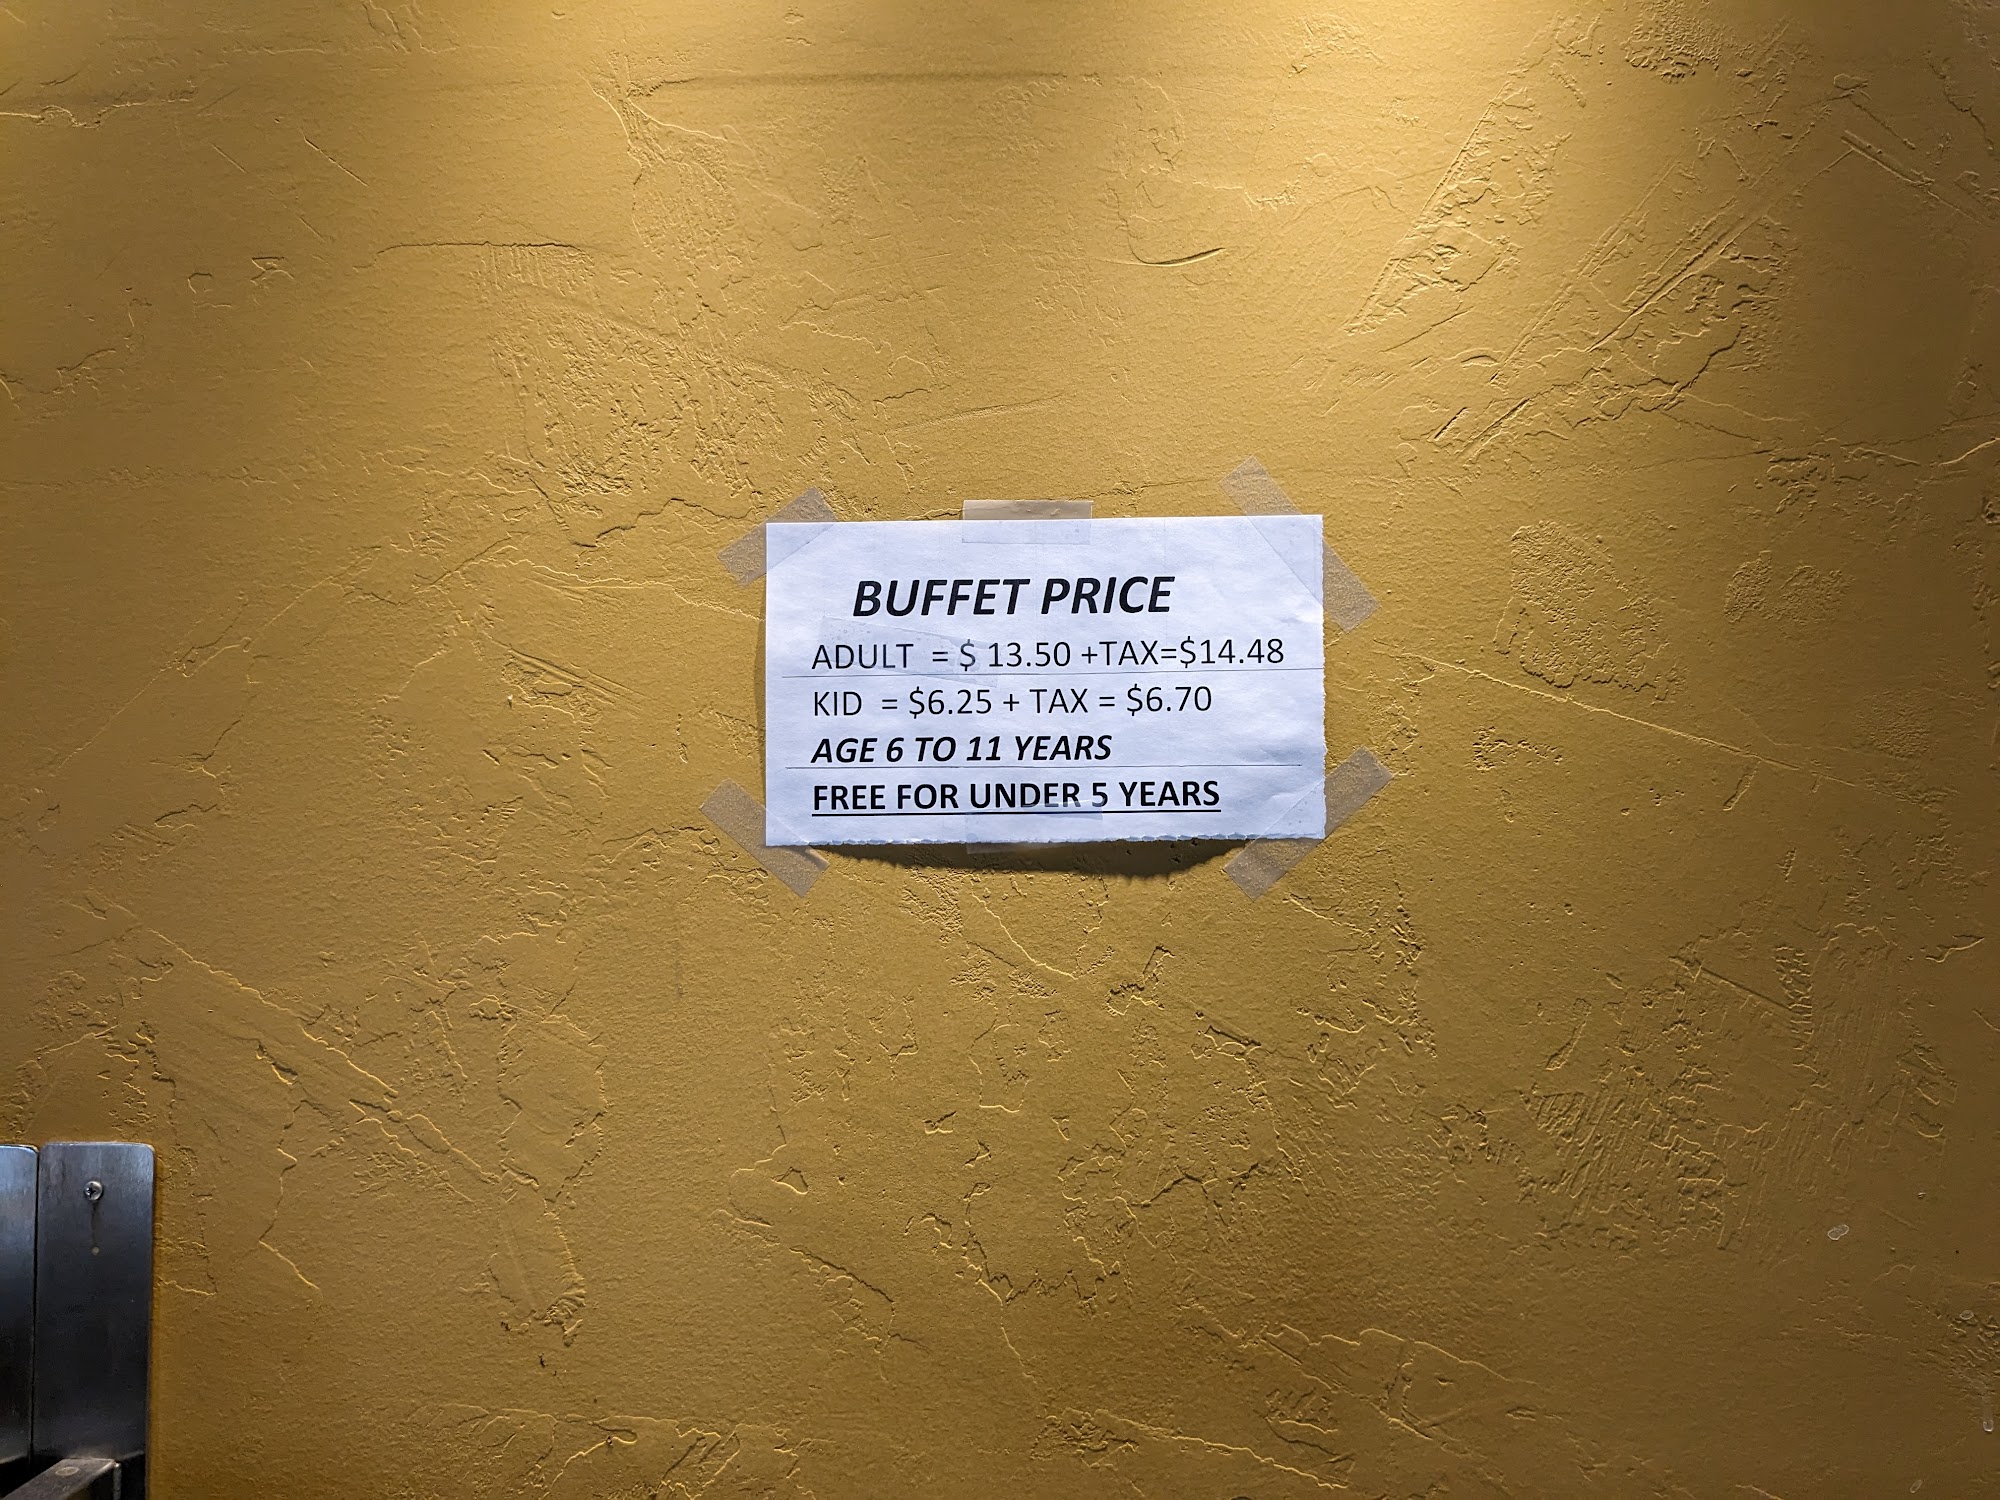 BUFFET PRICE
ADULT = $ 13.50 +TAX=$14.48
KID = $6.25 + TAX = $6.70
AGE 6 TO 11 YEARS
FREE FOR UNDER 5 YEARS